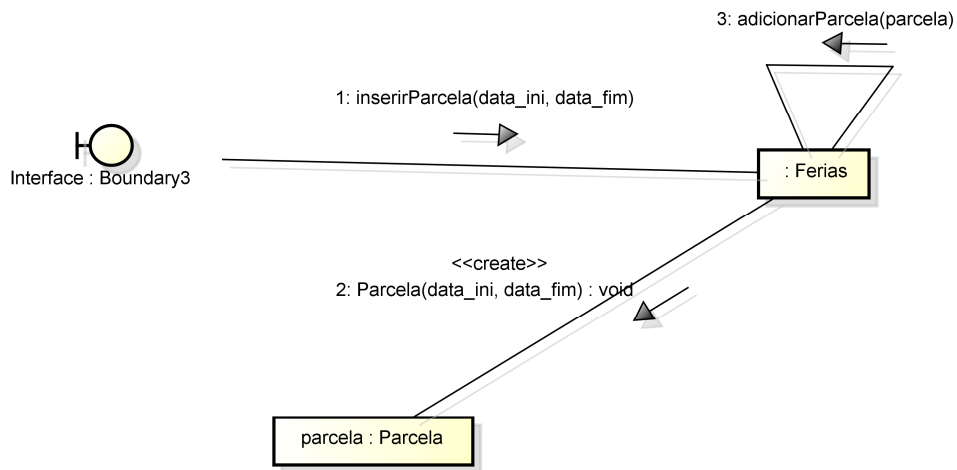 3: adicionarParcela(parcela)
1: inserirParcela(data_ini, data_fim)
Interface : Boundary3
: Ferias
<<create>>
2: Parcela(data_ini, data_fim) : void
parcela : Parcela